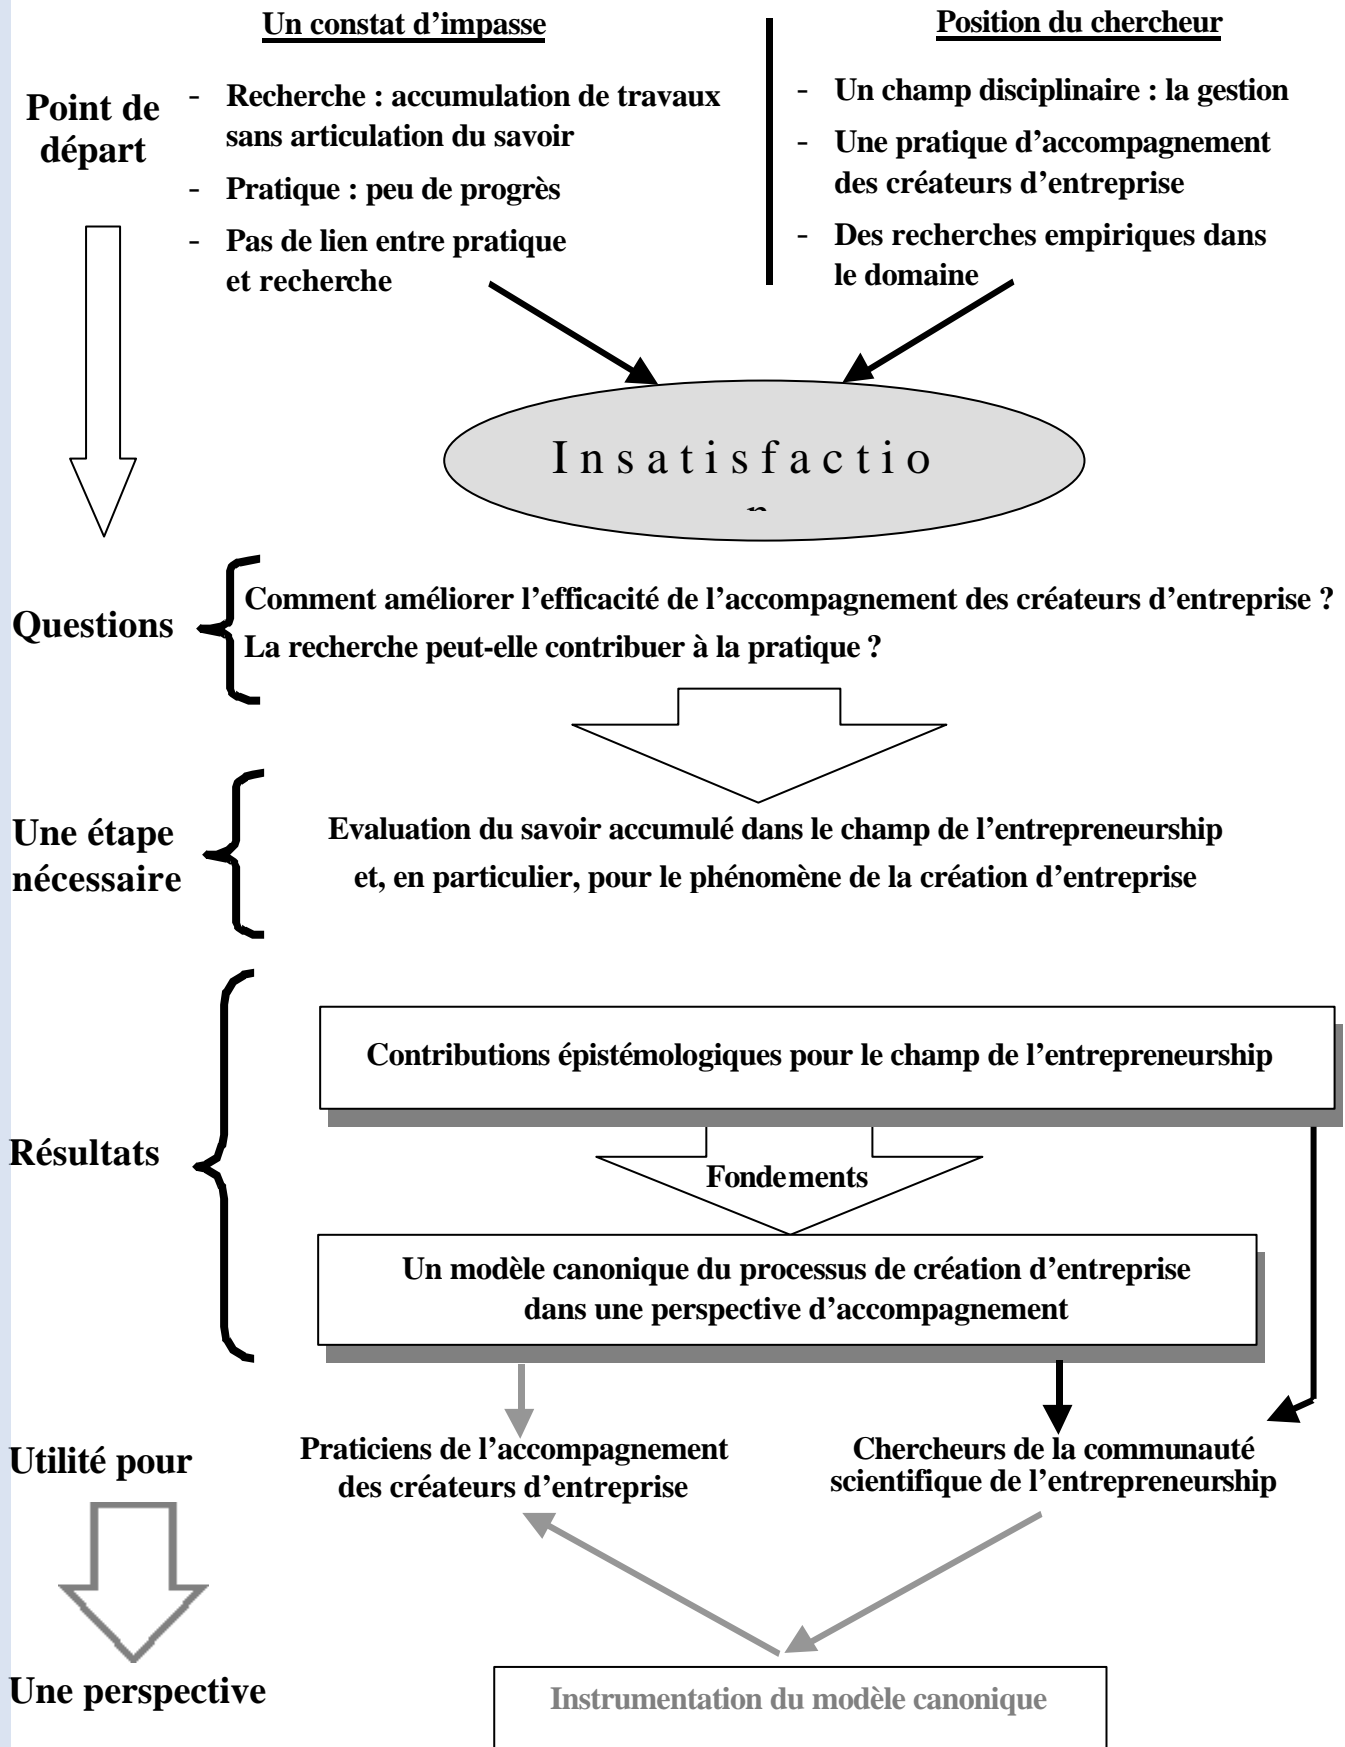 Un constat d’impasse
Position du chercheur
Point de
départ
- Recherche : accumulation de travaux
sans articulation du savoir
- Pratique : peu de progrès
- Pas de lien entre pratique
et recherche
- Un champ disciplinaire : la gestion
- Une pratique d’accompagnement
des créateurs d’entreprise
- Des recherches empiriques dans
le domaine
Insatisfactio
n
Questions
Comment améliorer l’efficacité de l’accompagnement des créateurs d’entreprise ?
La recherche peut-elle contribuer à la pratique ?
Une étape
nécessaire
Evaluation du savoir accumulé dans le champ de l’entrepreneurship
et, en particulier, pour le phénomène de la création d’entreprise
Résultats
Contributions épistémologiques pour le champ de l’entrepreneurship
Fondements
Un modèle canonique du processus de création d’entreprise
dans une perspective d’accompagnement
Utilité pour
Praticiens de l’accompagnement
des créateurs d’entreprise
Chercheurs de la communauté
scientifique de l’entrepreneurship
Une perspective
Instrumentation du modèle canonique